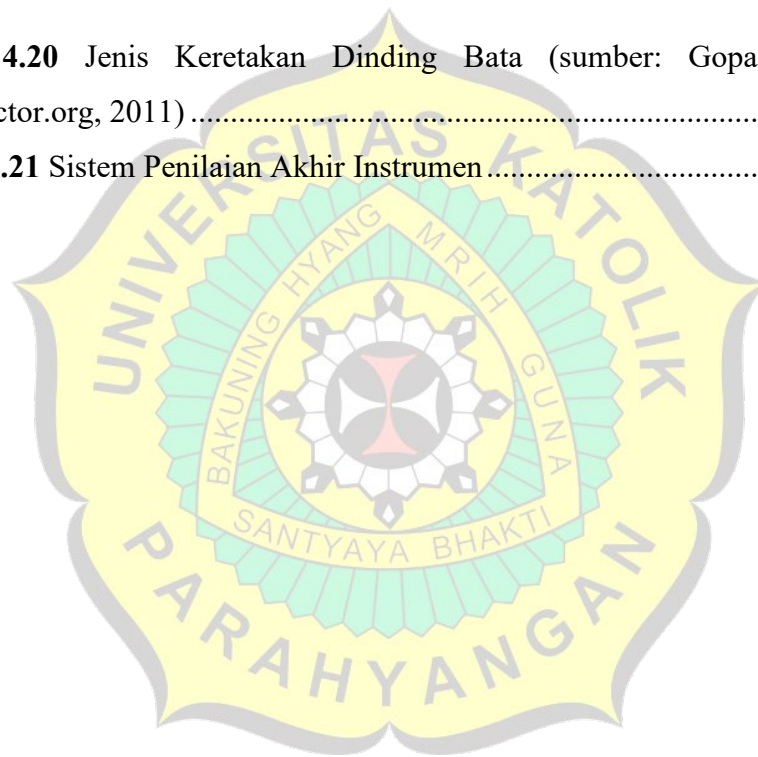 4.20 Jenis Keretakan Dinding Bata (sumber: Gopa
ctor.org, 2011)
.21 Sistem Penilaian Akhir Instrumen
UNIVERSITAS KATOLIK
PARAHYANGAN
BAKUNING HYANG MRIH GUNA
SANTYAYA BHAKTI